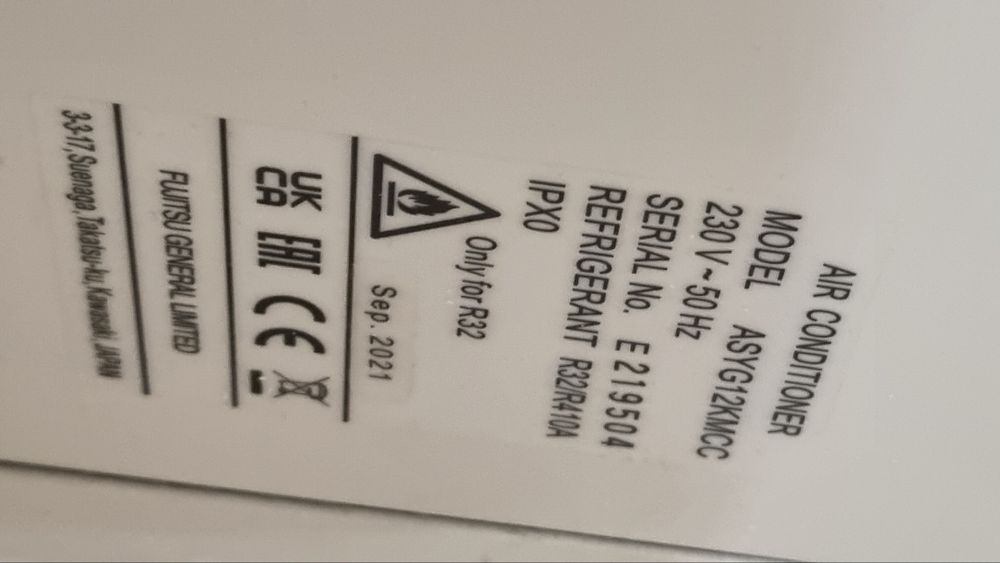 AIR CONDITIONER
MODEL ASYG12KMCC
230 V ~ 50 Hz
SERIAL No. E 219504
REFRIGERANT R32/R410A
IPX0
Only for R32
Sep. 2021
UK CA EAC CE
FUJITSU GENERAL LIMITED
3-3-17, Suenaga, Takatsu-ku, Kawasaki, JAPAN